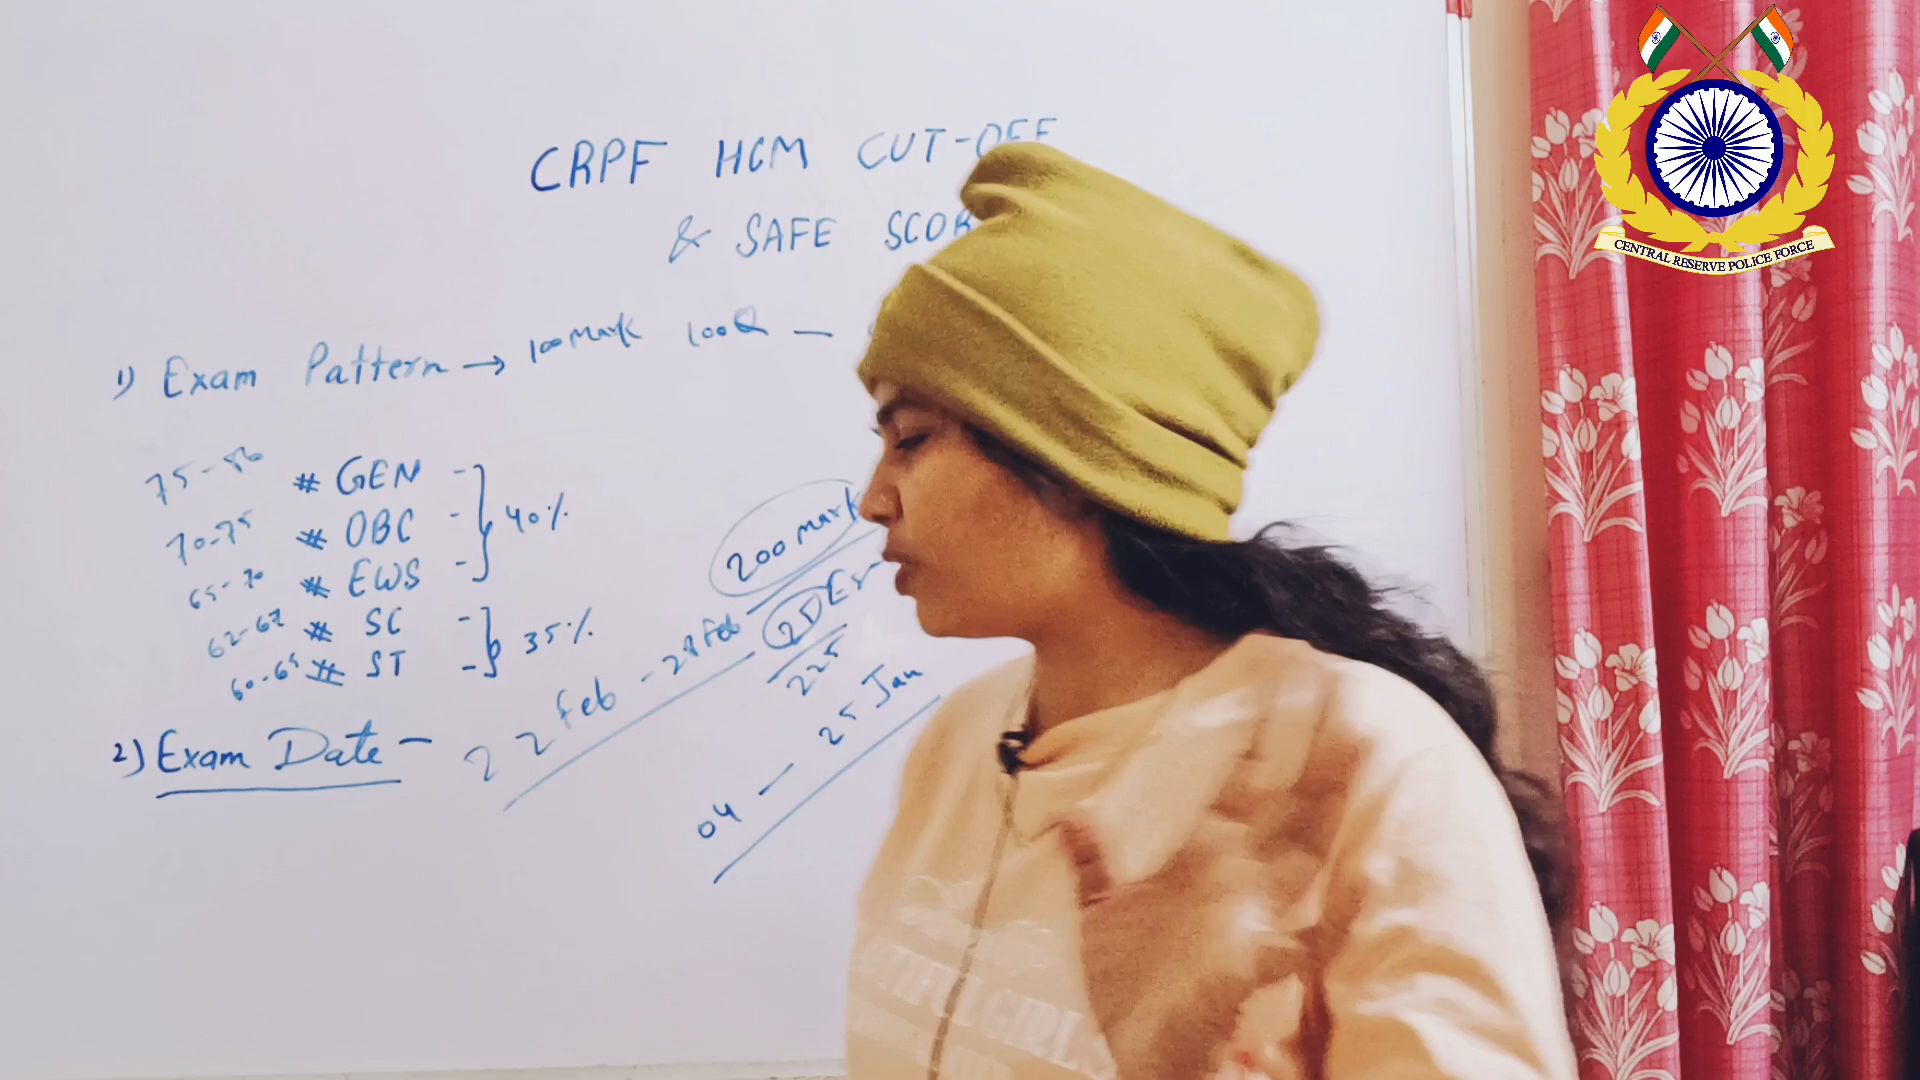 CRPF HCM CUT-OFF
& SAFE SCOR
1) Exam Pattern → 100 Mark 100Q —
75-80 # GEN - 40%
70-75 # OBC -
65-70 # EWS -
62-67 # SC - 35%
60-65 # ST -
2) Exam Date - 22 Feb - 28 Feb
200 mark
25
225
04 — 25 Jan
CENTRAL RESERVE POLICE FORCE